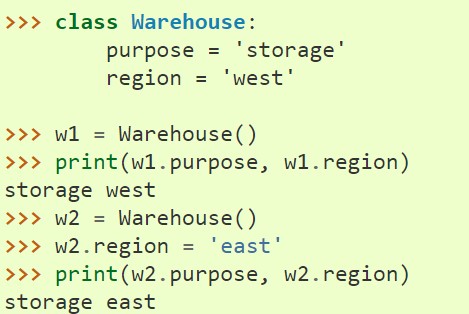 >>> class Warehouse:
        purpose = 'storage'
        region = 'west'

>>> w1 = Warehouse()
>>> print(w1.purpose, w1.region)
storage west
>>> w2 = Warehouse()
>>> w2.region = 'east'
>>> print(w2.purpose, w2.region)
storage east